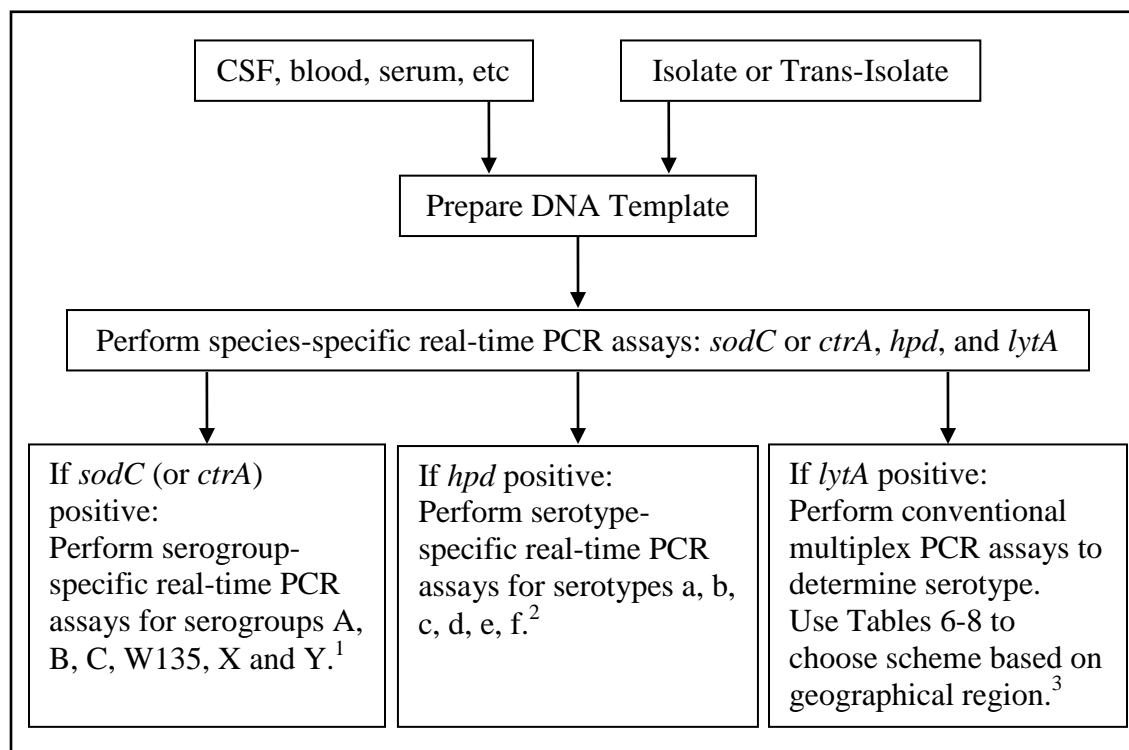 CSF, blood, serum, etc
Isolate or Trans-Isolate
Prepare DNA Template
Perform species-specific real-time PCR assays: sodC or ctrA, hpd, and lytA
If sodC (or ctrA)
positive:
Perform serogroup-
specific real-time PCR
assays for serogroups A,
B, C, W135, X and Y.1
If hpd positive:
Perform serotype-
specific real-time PCR
assays for serotypes a, b,
c, d, e, f.2
If lytA positive:
Perform conventional
multiplex PCR assays to
determine serotype.
Use Tables 6-8 to
choose scheme based on
geographical region.3